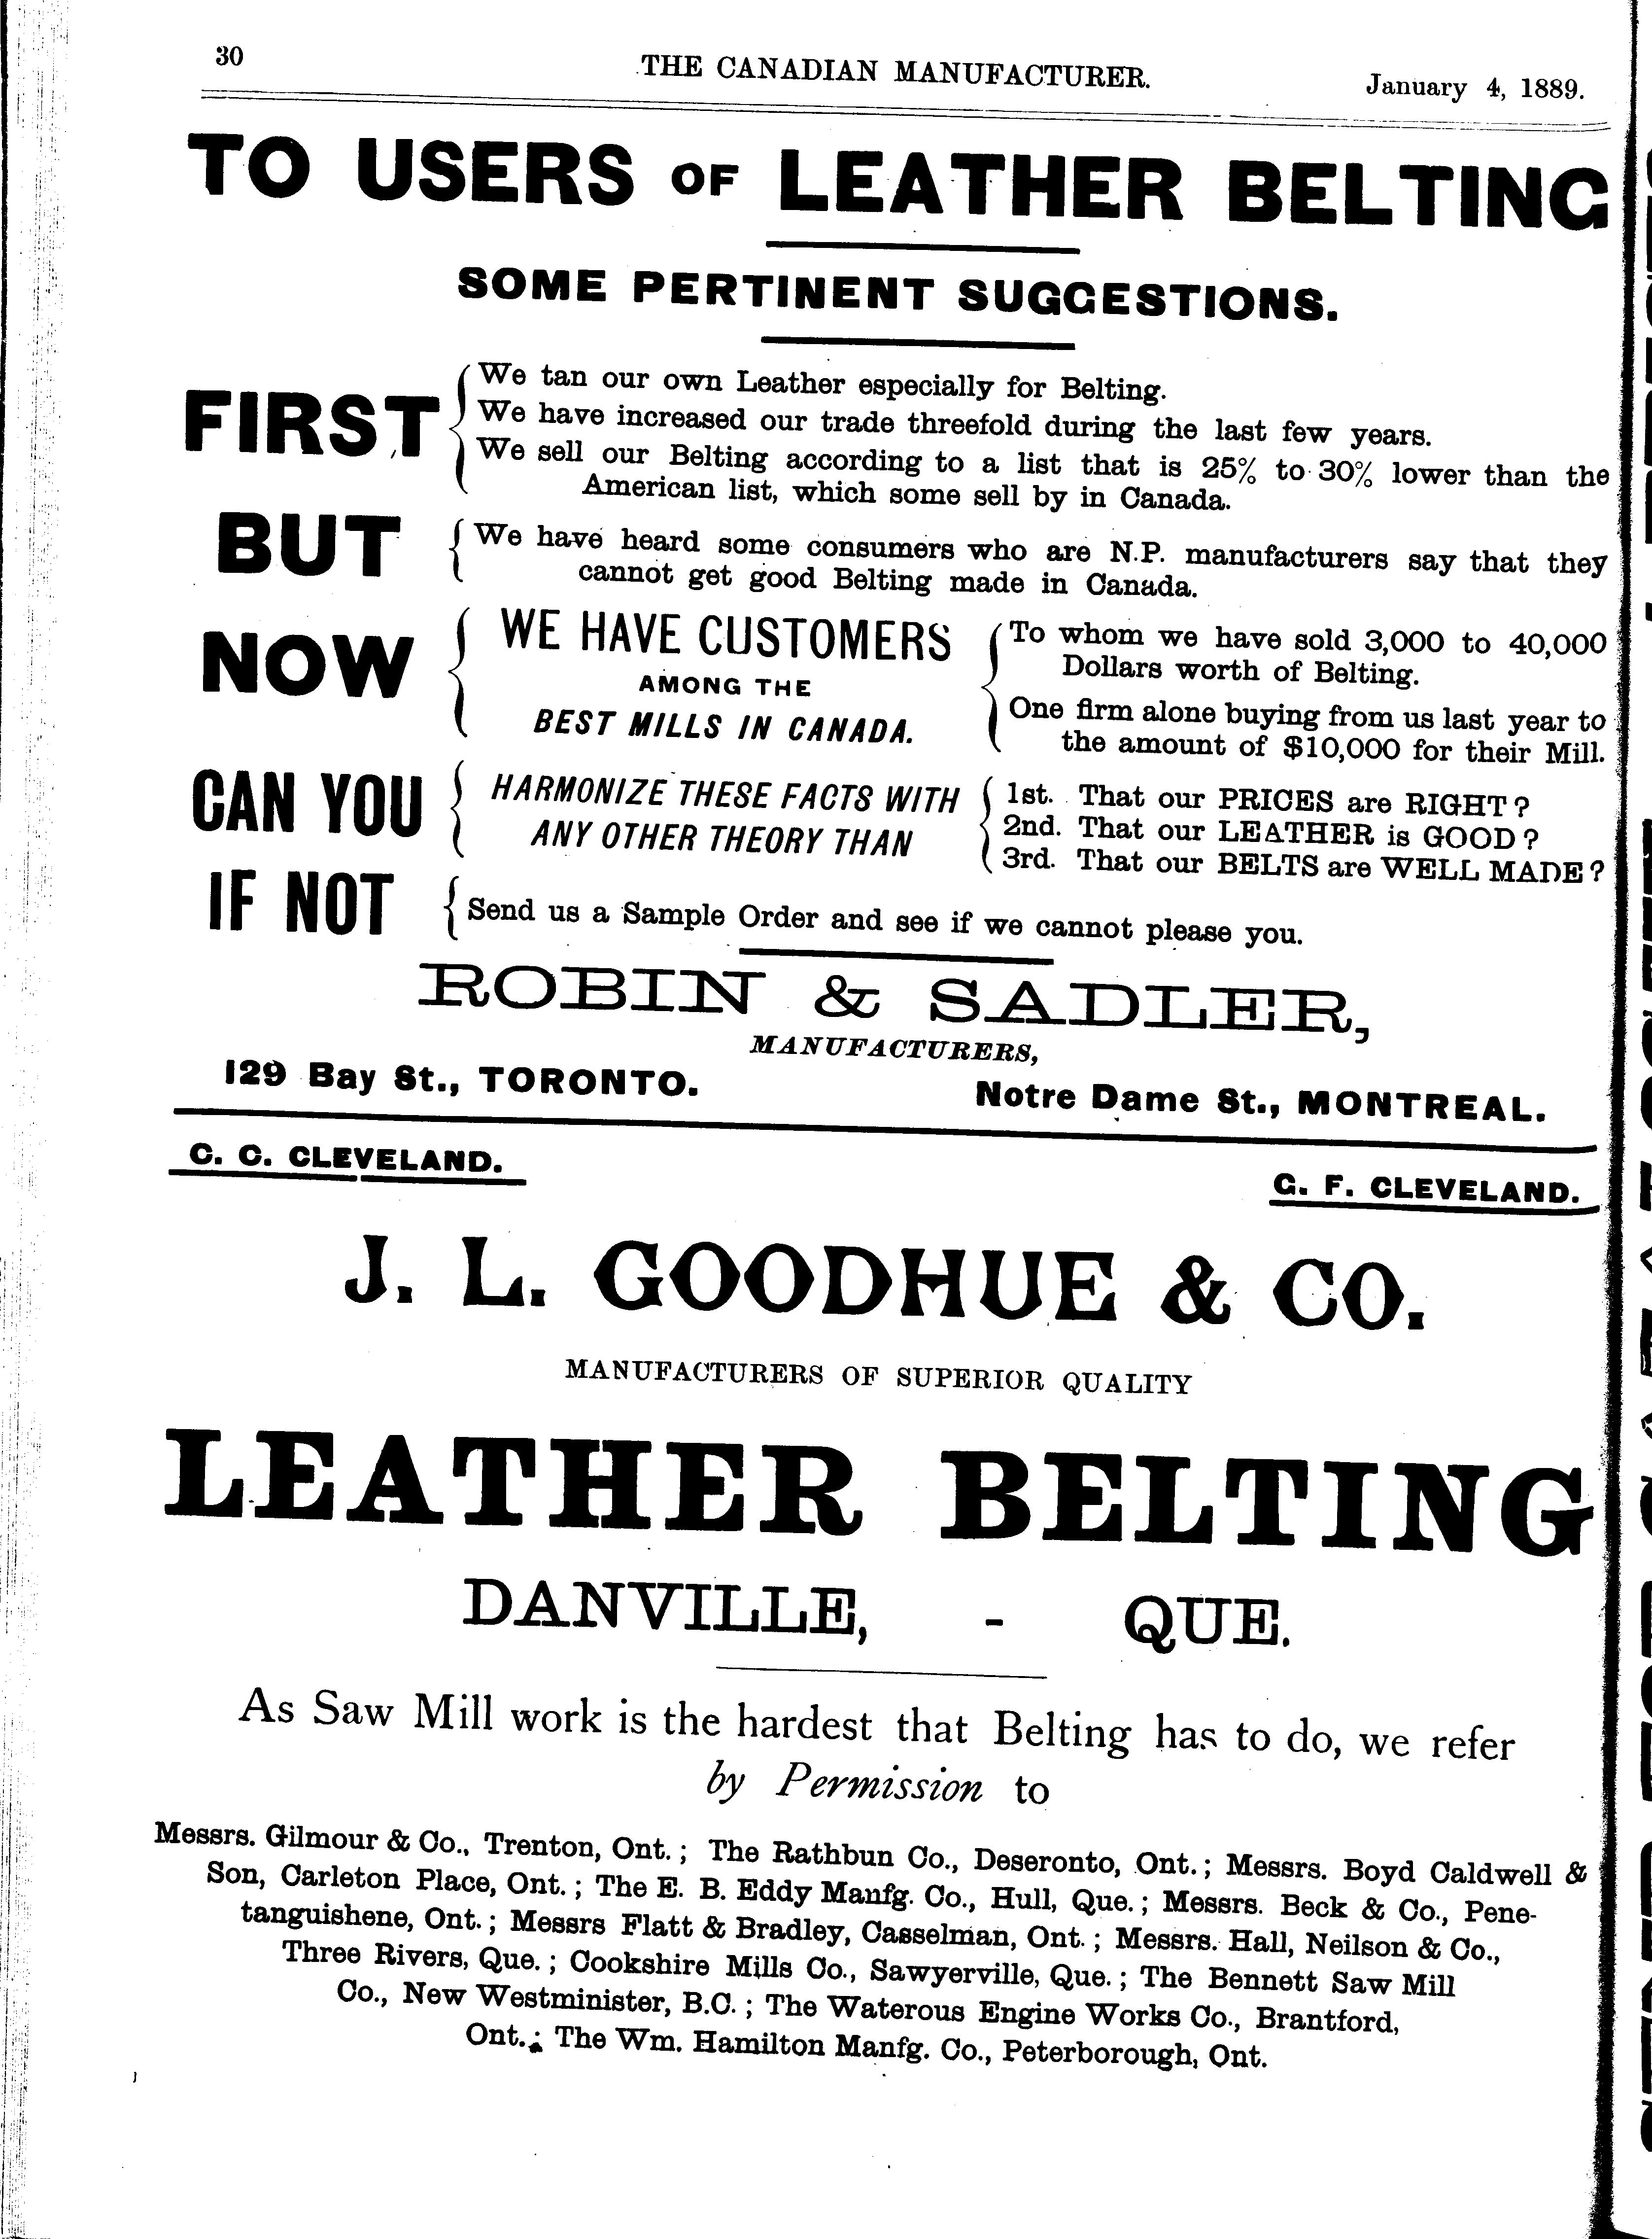 30
THE CANADIAN MANUFACTURER.
January 4, 1889.
TO USERS OF LEATHER BELTING
SOME PERTINENT SUGGESTIONS.
FIRST
We tan our own Leather especially for Belting.
We have increased our trade threefold during the last few years.
We sell our Belting according to a list that is 25% to 30% lower than the
American list, which some sell by in Canada.
BUT
We have heard some consumers who are N.P. manufacturers say that they
cannot get good Belting made in Canada.
NOW
WE HAVE CUSTOMERS
AMONG THE
BEST MILLS IN CANADA.
To whom we have sold 3,000 to 40,000
Dollars worth of Belting.
One firm alone buying from us last year to
the amount of $10,000 for their Mill.
CAN YOU
HARMONIZE THESE FACTS WITH
ANY OTHER THEORY THAN
1st. That our PRICES are RIGHT?
2nd. That our LEATHER is GOOD?
3rd. That our BELTS are WELL MADE?
IF NOT
Send us a Sample Order and see if we cannot please you.
ROBIN & SADLER,
MANUFACTURERS,
129 Bay St., TORONTO.
Notre Dame St., MONTREAL.
C. C. CLEVELAND.
G. F. CLEVELAND.
J. L. GOODHUE & CO.
MANUFACTURERS OF SUPERIOR QUALITY
LEATHER BELTING
DANVILLE, - QUE.
As Saw Mill work is the hardest that Belting has to do, we refer
by Permission to
Messrs. Gilmour & Co., Trenton, Ont.; The Rathbun Co., Deseronto, Ont.; Messrs. Boyd Caldwell &
Son, Carleton Place, Ont.; The E. B. Eddy Manfg. Co., Hull, Que.; Messrs. Beck & Co., Pene-
tanguishene, Ont.; Messrs Flatt & Bradley, Casselman, Ont.; Messrs. Hall, Neilson & Co.,
Three Rivers, Que.; Cookshire Mills Co., Sawyerville, Que.; The Bennett Saw Mill
Co., New Westminister, B.C.; The Waterous Engine Works Co., Brantford,
Ont.; The Wm. Hamilton Manfg. Co., Peterborough, Ont.